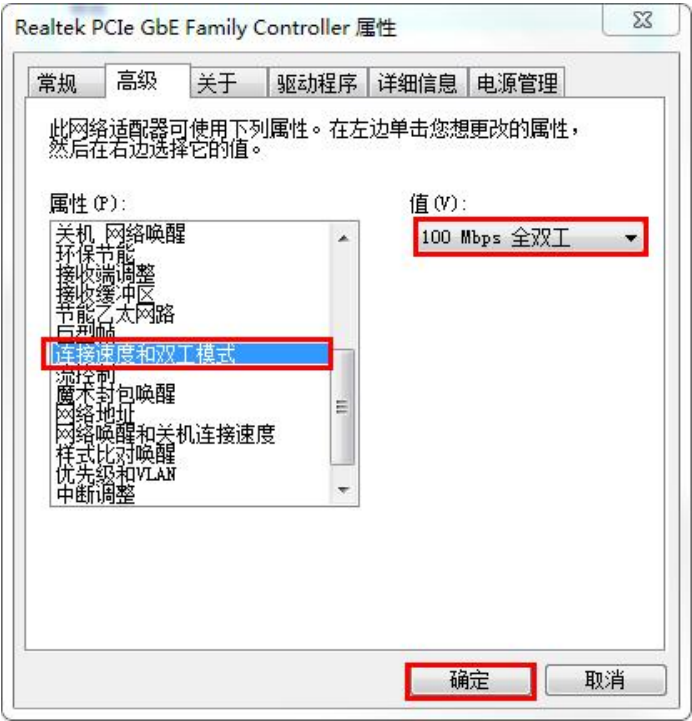 Realtek PCIe GbE Family Controller 属性
常规 高级 关于 驱动程序 详细信息 电源管理
此网络适配器可使用下列属性。在左边单击您想更改的属性，
然后在右边选择它的值。
属性(P): 值(V):
100 Mbps 全双工
关机 网络唤醒
环保节能
接收端调整
接收缓冲区
节能乙太网路
巨型帧
连接速度和双工模式
流控制
魔术封包唤醒
网络地址
网络唤醒和关机连接速度
样式比对唤醒
优先级和VLAN
中断调整
确定 取消